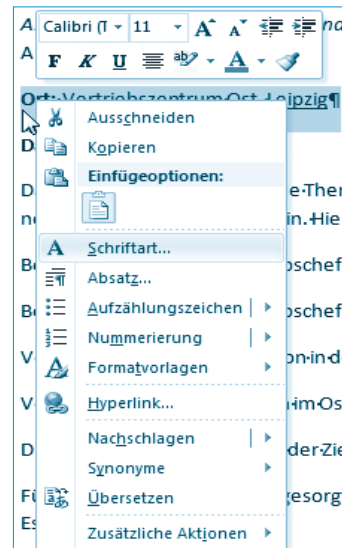 Calibri (T 11 A A
F K U ab A
Ort: Vertriebszentrum Ost Leipzig¶
Ausschneiden
Kopieren
Einfügeoptionen:
Schriftart...
Absatz...
Aufzählungszeichen
Nummerierung
Formatvorlagen
Hyperlink...
Nachschlagen
Synonyme
Übersetzen
Zusätzliche Aktionen